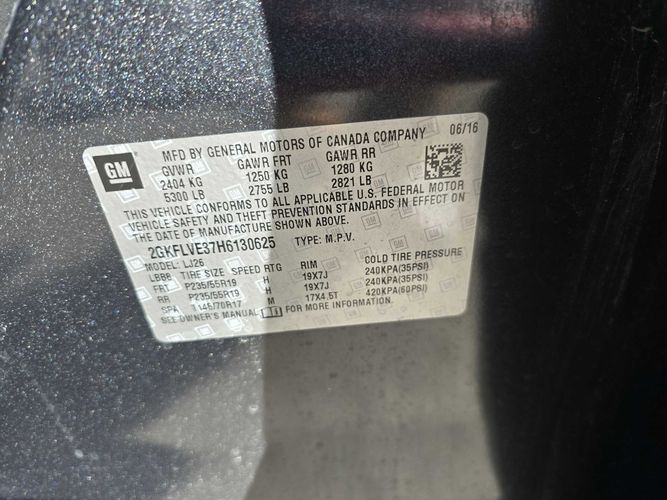 GM
MFD BY GENERAL MOTORS OF CANADA COMPANY 06/16
GVWR GAWR FRT GAWR RR
2404 KG 1250 KG 1280 KG
5300 LB 2755 LB 2821 LB
THIS VEHICLE CONFORMS TO ALL APPLICABLE U.S. FEDERAL MOTOR
VEHICLE SAFETY AND THEFT PREVENTION STANDARDS IN EFFECT ON
THE DATE OF MANUFACTURE SHOWN ABOVE.
2GKFLVE37H6130625 TYPE: M.P.V.
MODEL: LJ26
LBBB TIRE SIZE SPEED RTG RIM COLD TIRE PRESSURE
FRT P235/55R19 H 19X7J 240KPA(35PSI)
RR P235/55R19 H 19X7J 240KPA(35PSI)
SPA T145/70R17 M 17X4.5T 420KPA(60PSI)
SEE OWNER'S MANUAL FOR MORE INFORMATION.